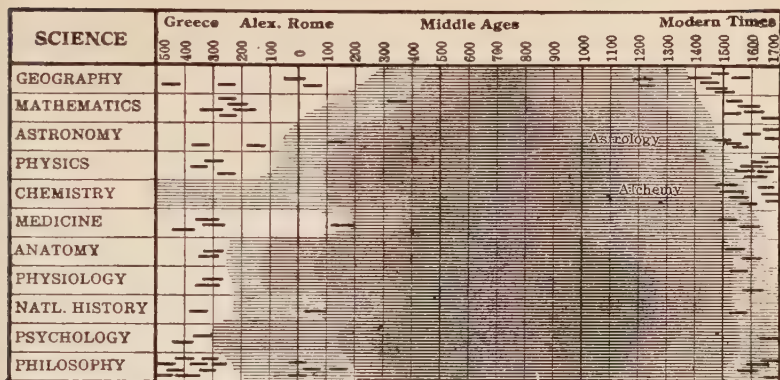 Greece Alex. Rome Middle Ages Modern Times
SCIENCE
500 400 300 200 100 0 100 200 300 400 500 600 700 800 900 1000 1100 1200 1300 1400 1500 1600 1700
GEOGRAPHY
MATHEMATICS
ASTRONOMY Astrology
PHYSICS
CHEMISTRY Alchemy
MEDICINE
ANATOMY
PHYSIOLOGY
NATL. HISTORY
PSYCHOLOGY
PHILOSOPHY